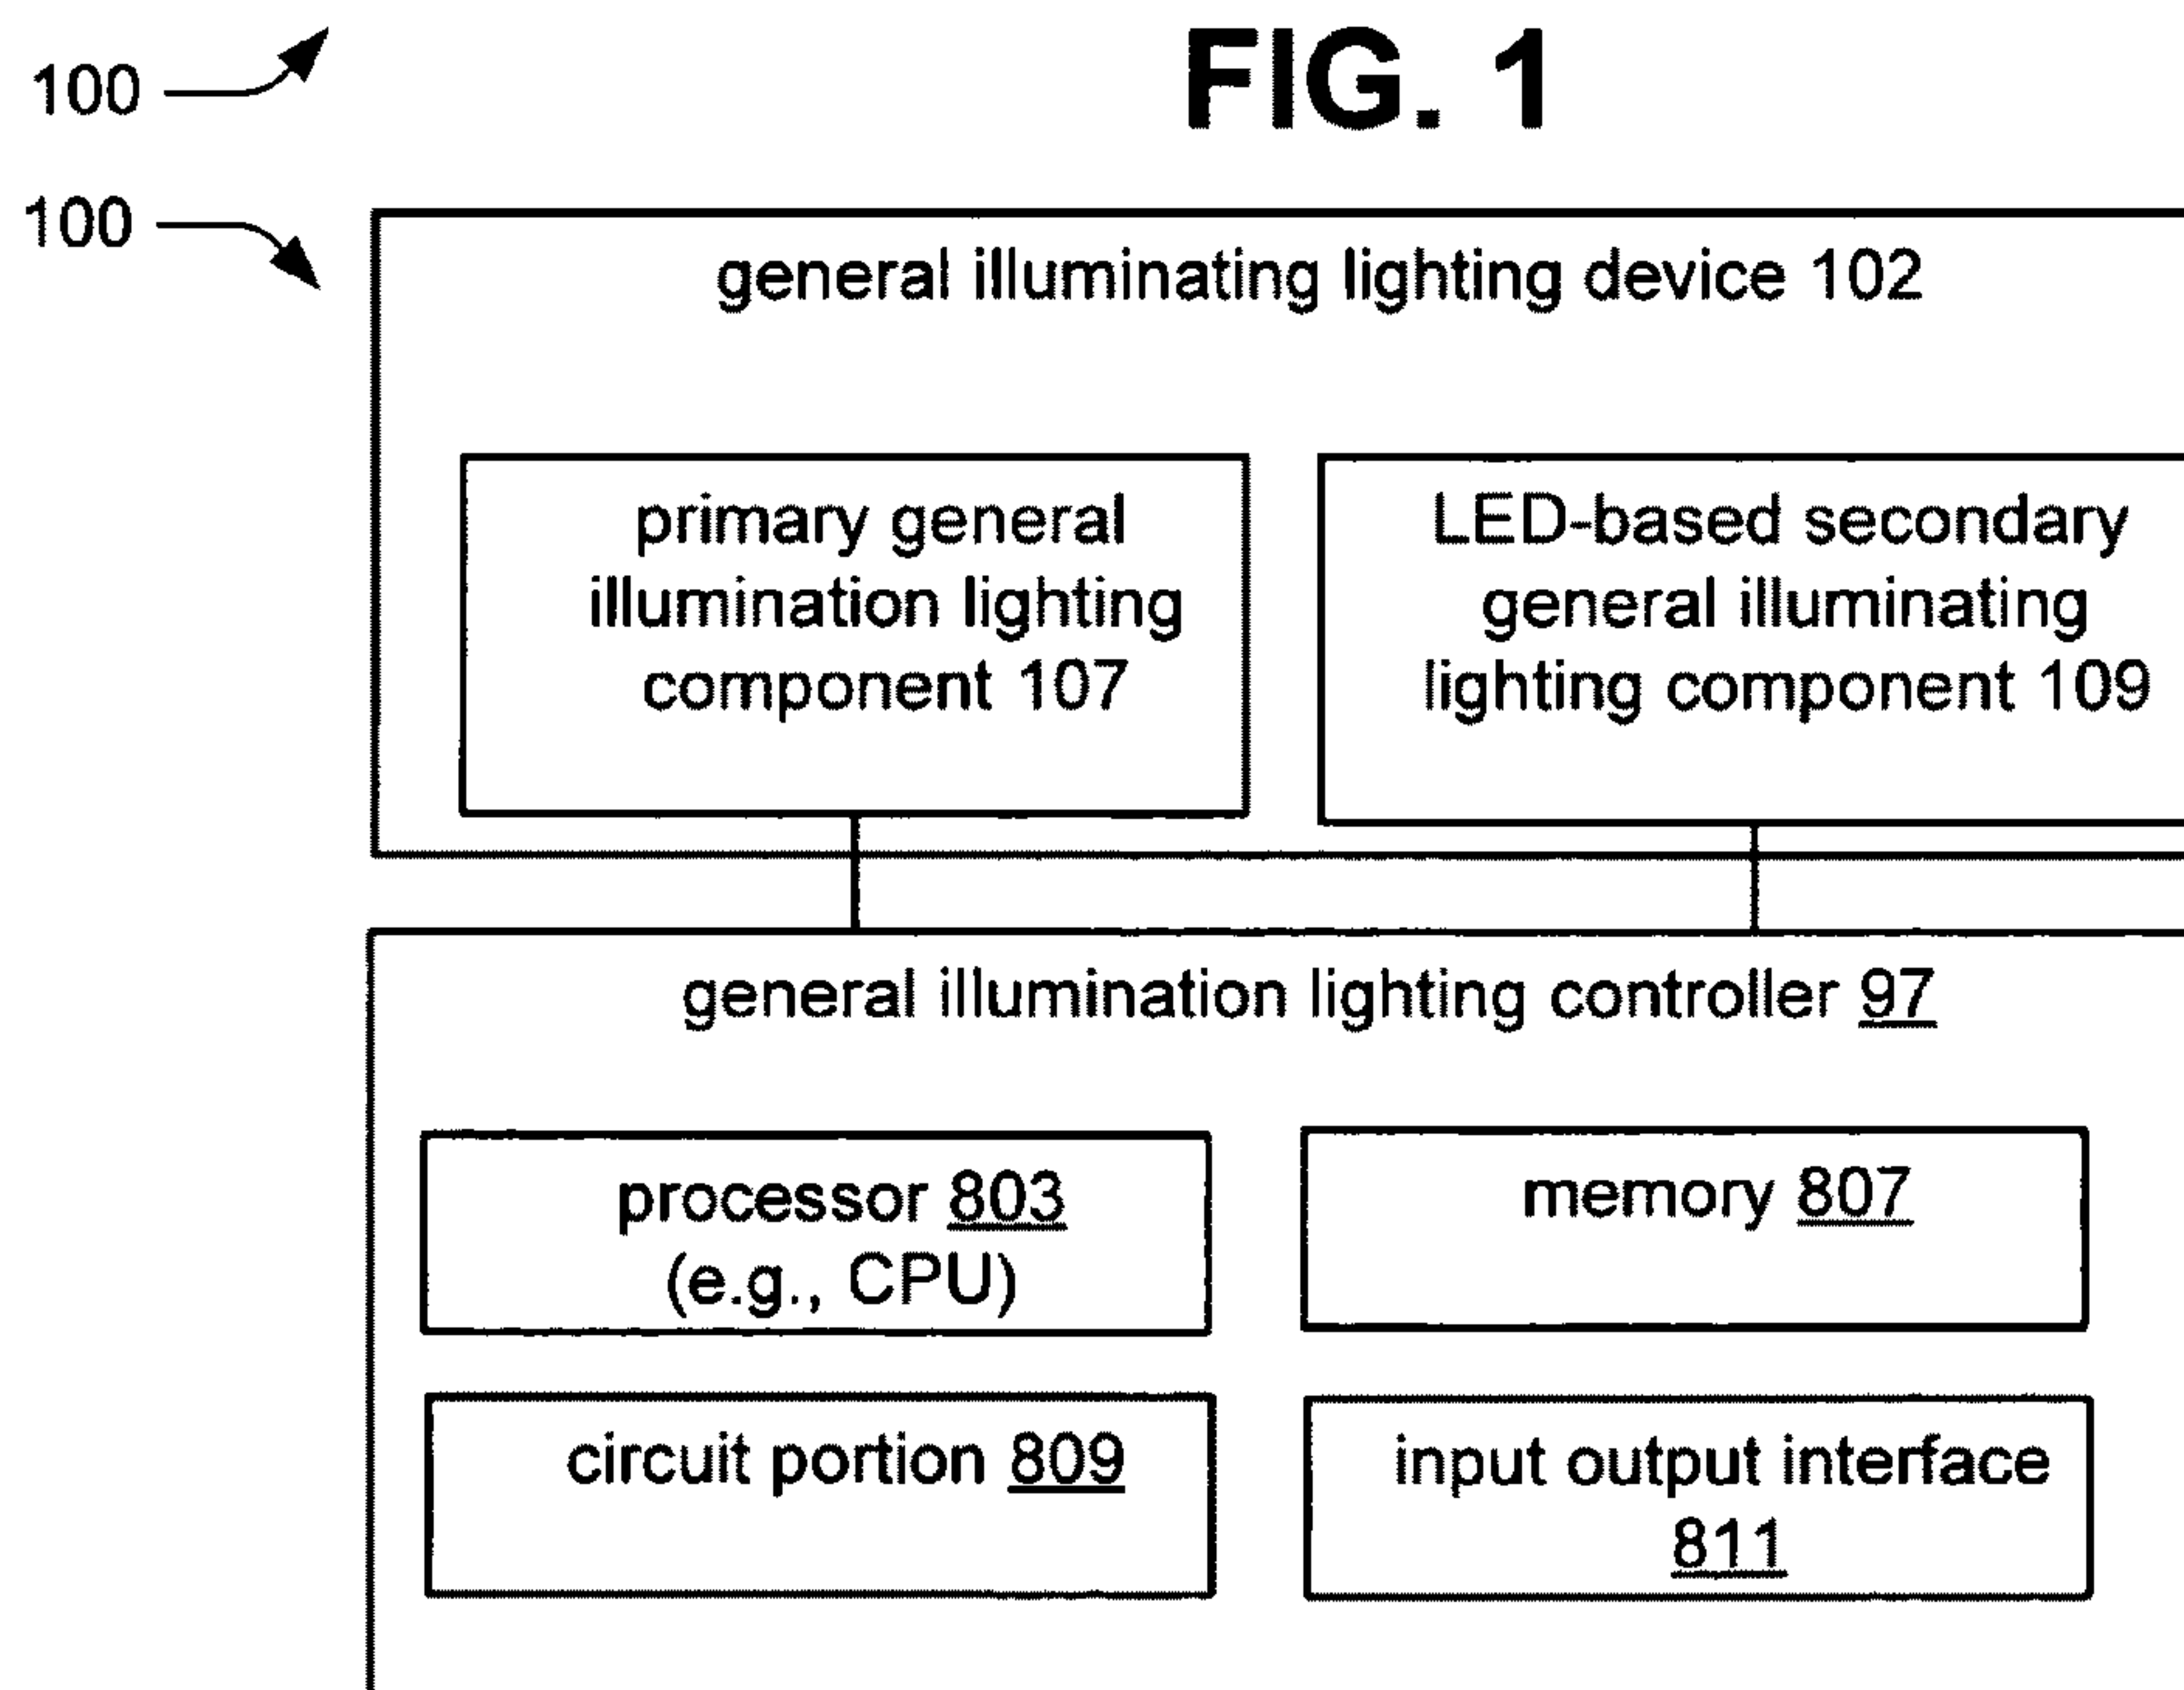 100
FIG. 1
100
general illuminating lighting device 102
primary general
illumination lighting
component 107
LED-based secondary
general illuminating
lighting component 109
general illumination lighting controller 97
processor 803
(e.g., CPU)
memory 807
circuit portion 809
input output interface
811